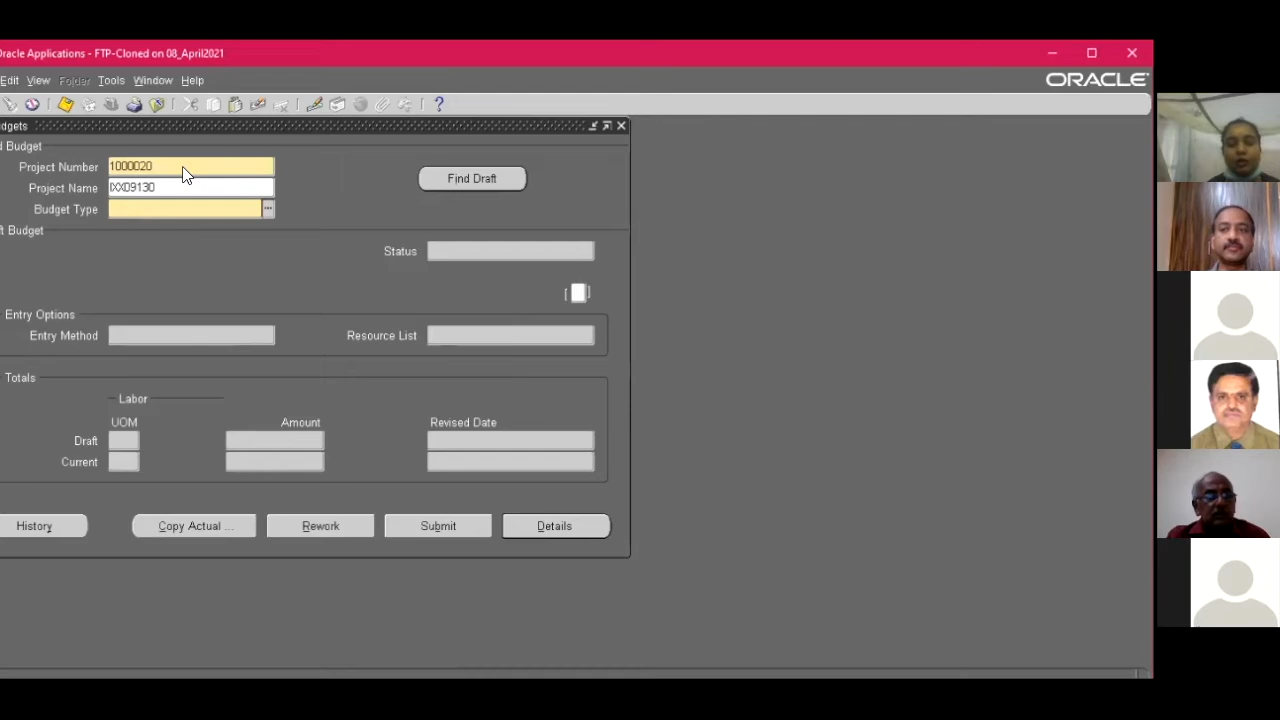 Oracle Applications - FTP-Cloned on 08_April2021
Edit View Folder Tools Window Help
ORACLE
dgets
d Budget
Project Number 1000020
Find Draft
Project Name IXX09130
Budget Type
ft Budget
Status
[ ]
Entry Options
Entry Method Resource List
Totals
Labor
UOM Amount Revised Date
Draft
Current
History Copy Actual ... Rework Submit Details